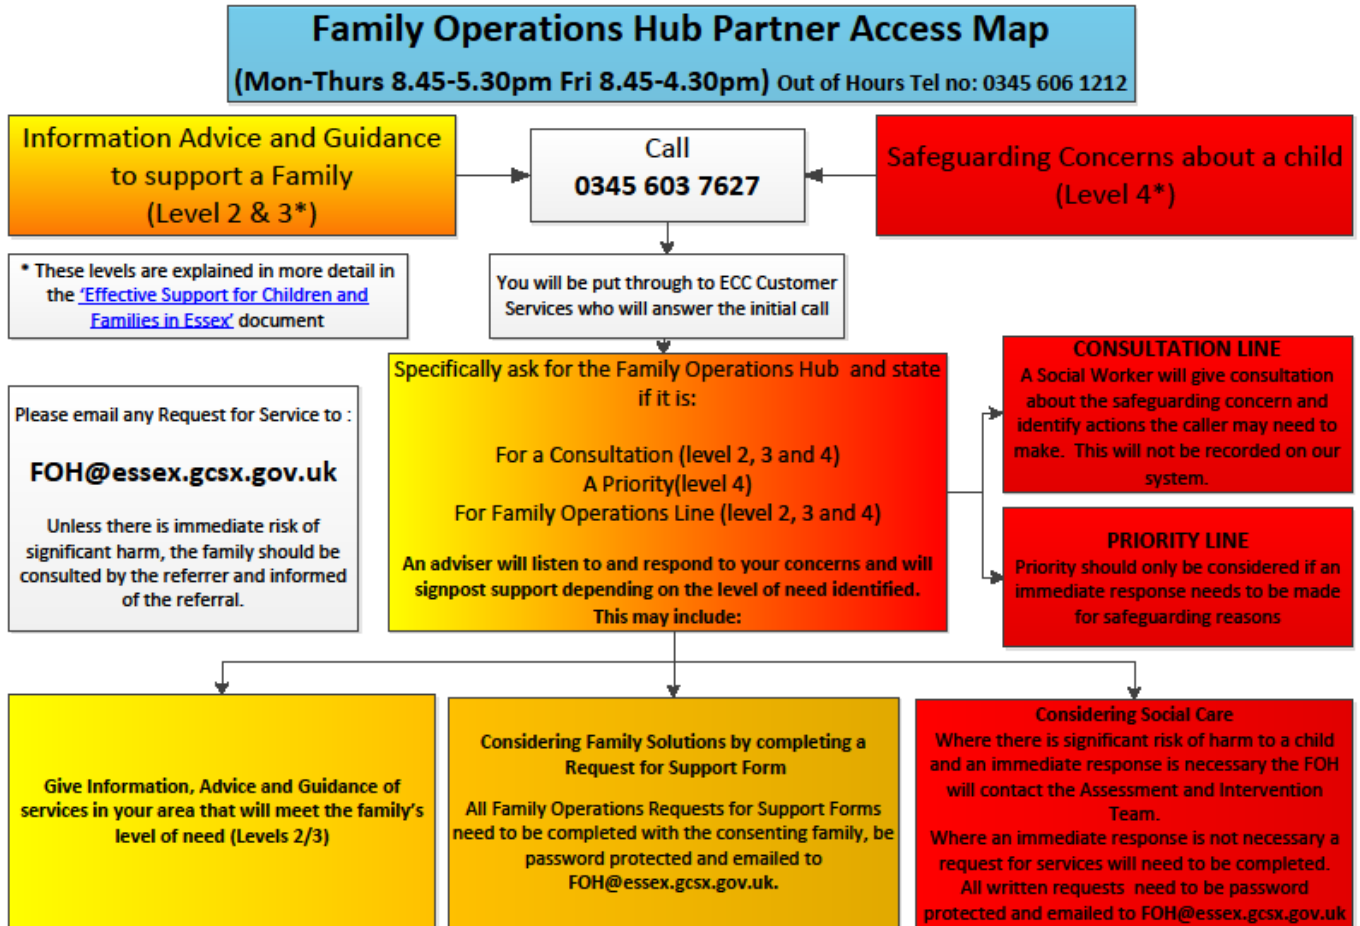 Family Operations Hub Partner Access Map
(Mon-Thurs 8.45-5.30pm Fri 8.45-4.30pm) Out of Hours Tel no: 0345 606 1212
Information Advice and Guidance
to support a Family
(Level 2 & 3*)
Call
0345 603 7627
Safeguarding Concerns about a child
(Level 4*)
* These levels are explained in more detail in
the 'Effective Support for Children and
Families in Essex' document
You will be put through to ECC Customer
Services who will answer the initial call
Please email any Request for Service to :
FOH@essex.gcsx.gov.uk
Unless there is immediate risk of
significant harm, the family should be
consulted by the referrer and informed
of the referral.
Specifically ask for the Family Operations Hub and state
if it is:
For a Consultation (level 2, 3 and 4)
A Priority(level 4)
For Family Operations Line (level 2, 3 and 4)
An adviser will listen to and respond to your concerns and will
signpost support depending on the level of need identified.
This may include:
CONSULTATION LINE
A Social Worker will give consultation
about the safeguarding concern and
identify actions the caller may need to
make. This will not be recorded on our
system.
PRIORITY LINE
Priority should only be considered if an
immediate response needs to be made
for safeguarding reasons
Give Information, Advice and Guidance of
services in your area that will meet the family's
level of need (Levels 2/3)
Considering Family Solutions by completing a
Request for Support Form
All Family Operations Requests for Support Forms
need to be completed with the consenting family, be
password protected and emailed to
FOH@essex.gcsx.gov.uk.
Considering Social Care
Where there is significant risk of harm to a child
and an immediate response is necessary the FOH
will contact the Assessment and Intervention
Team.
Where an immediate response is not necessary a
request for services will need to be completed.
All written requests need to be password
protected and emailed to FOH@essex.gcsx.gov.uk